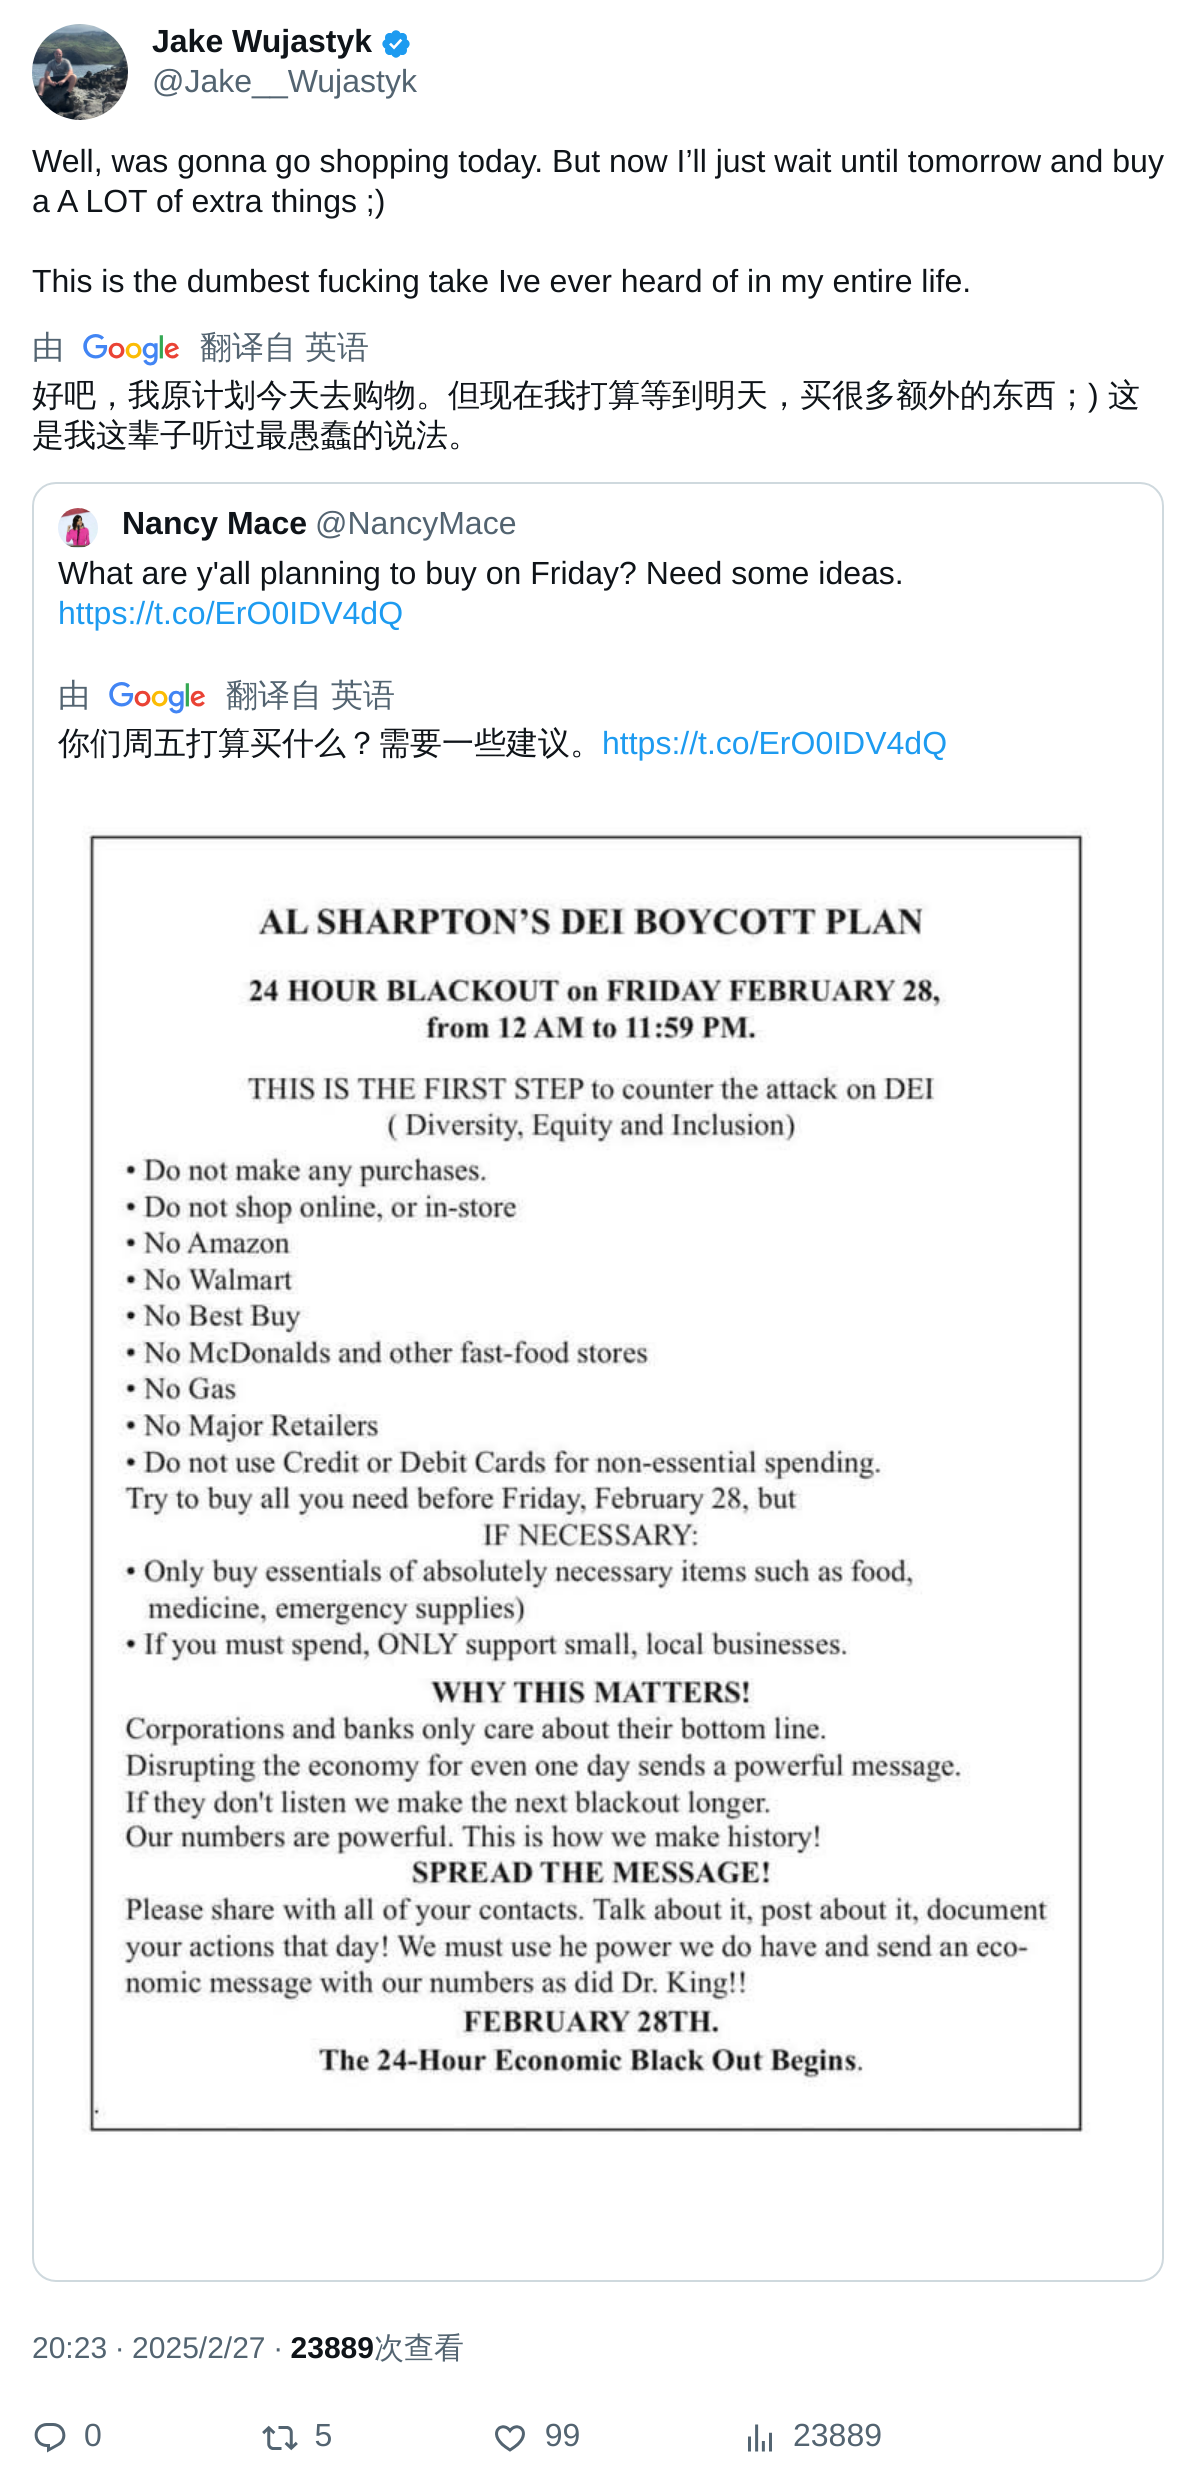 Jake Wujastyk
@Jake__Wujastyk
Well, was gonna go shopping today. But now I’ll just wait until tomorrow and buy
a A LOT of extra things ;)
This is the dumbest fucking take Ive ever heard of in my entire life.
由 Google 翻译自 英语
好吧，我原计划今天去购物。但现在我打算等到明天，买很多额外的东西；) 这
是我这辈子听过最愚蠢的说法。
Nancy Mace @NancyMace
What are y'all planning to buy on Friday? Need some ideas.
https://t.co/ErO0IDV4dQ
由 Google 翻译自 英语
你们周五打算买什么？需要一些建议。https://t.co/ErO0IDV4dQ
AL SHARPTON’S DEI BOYCOTT PLAN
24 HOUR BLACKOUT on FRIDAY FEBRUARY 28,
from 12 AM to 11:59 PM.
THIS IS THE FIRST STEP to counter the attack on DEI
( Diversity, Equity and Inclusion)
• Do not make any purchases.
• Do not shop online, or in-store
• No Amazon
• No Walmart
• No Best Buy
• No McDonalds and other fast-food stores
• No Gas
• No Major Retailers
• Do not use Credit or Debit Cards for non-essential spending.
Try to buy all you need before Friday, February 28, but
IF NECESSARY:
• Only buy essentials of absolutely necessary items such as food,
medicine, emergency supplies)
• If you must spend, ONLY support small, local businesses.
WHY THIS MATTERS!
Corporations and banks only care about their bottom line.
Disrupting the economy for even one day sends a powerful message.
If they don't listen we make the next blackout longer.
Our numbers are powerful. This is how we make history!
SPREAD THE MESSAGE!
Please share with all of your contacts. Talk about it, post about it, document
your actions that day! We must use he power we do have and send an eco-
nomic message with our numbers as did Dr. King!!
FEBRUARY 28TH.
The 24-Hour Economic Black Out Begins.
20:23 · 2025/2/27 · 23889次查看
0 5 99 23889